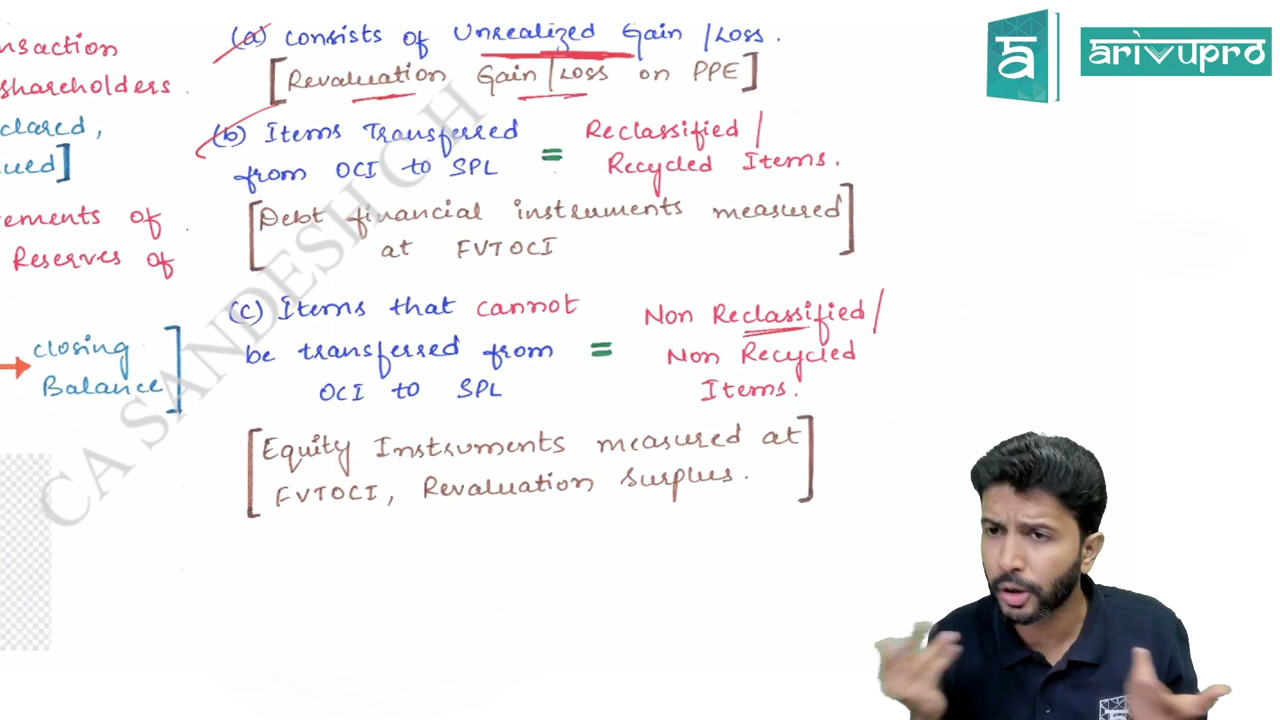 nsaction
shareholders.
clared,
ued]
ements of
Reserves of
closing
Balance]
(a) consists of Unrealized Gain/Loss.
[Revaluation Gain/Loss on PPE]
(b) Items Transferred
from OCI to SPL
= Reclassified/
Recycled Items.
[Debt financial instruments measured
at FVTOCI]
(c) Items that cannot
be transferred from
OCI to SPL
= Non Reclassified/
Non Recycled
Items.
[Equity Instruments measured at
FVTOCI, Revaluation Surplus.]
CA SANDESH C H
arivupro